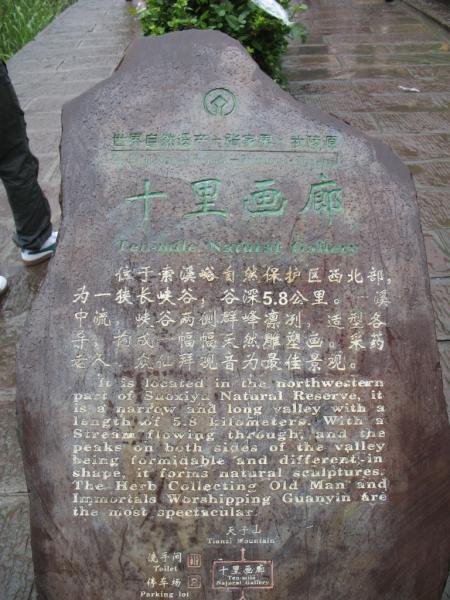 世界自然遗产—张家界 武陵源
十里画廊
Ten-mile Natural Gallery
位于索溪峪自然保护区西北部，
为一狭长峡谷，谷深5.8公里。一溪
中流，峡谷两侧群峰凛冽，造型各
异，构成一幅幅天然雕塑画。采药
老人、众仙拜观音为最佳景观。
It is located in the northwestern
part of Suoxiyu Natural Reserve, it
is a narrow and long valley with a
length of 5.8 kilometers. With a
Stream flowing through, and the
peaks on both sides of the valley
being formidable and different in
shape, it forms natural sculptures.
The Herb Collecting Old Man and
Immortals Worshipping Guanyin are
the most spectacular.
天子山
Tianzi Mountain
洗手间
Toilet
十里画廊
Ten-mile
Natural Gallery
停车场
Parking lot